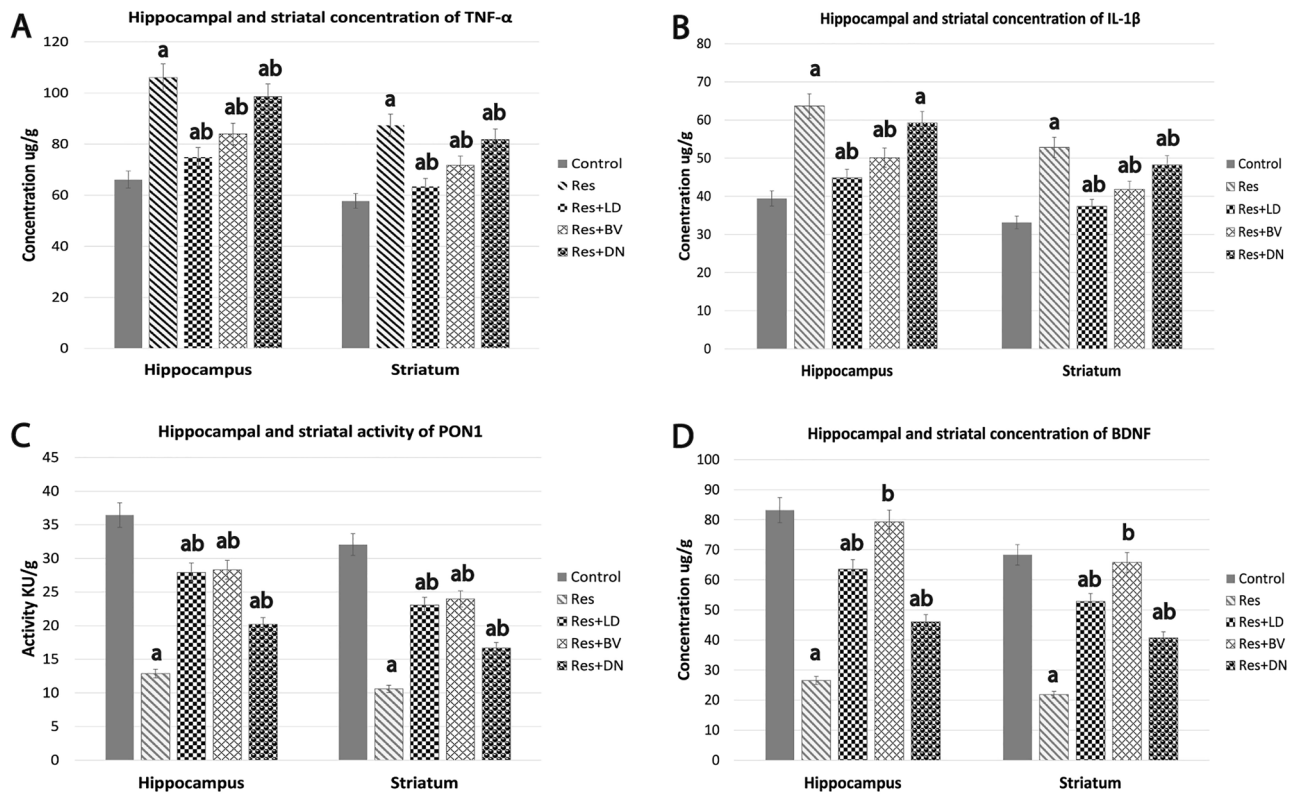 A
Hippocampal and striatal concentration of TNF-α
Concentration ug/g
120
100
80
60
40
20
0
a
ab
ab
ab
a
ab
ab
ab
Hippocampus
Striatum
Control
Res
Res+LD
Res+BV
Res+DN
B
Hippocampal and striatal concentration of IL-1β
Conentration ug/g
80
70
60
50
40
30
20
10
0
a
ab
ab
a
a
ab
ab
ab
Hippocampus
Striatum
Control
Res
Res+LD
Res+BV
Res+DN
C
Hippocampal and striatal activity of PON1
Activity KU/g
45
40
35
30
25
20
15
10
5
0
a
ab
ab
ab
a
ab
ab
ab
Hippocampus
Striatum
Control
Res
Res+LD
Res+BV
Res+DN
D
Hippocampal and striatal concentration of BDNF
Concentration ug/g
100
90
80
70
60
50
40
30
20
10
0
a
ab
b
ab
a
ab
b
ab
Hippocampus
Striatum
Control
Res
Res+LD
Res+BV
Res+DN